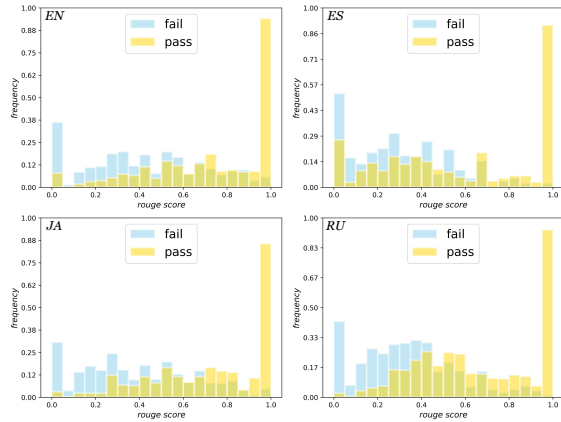 EN
fail
pass
frequency
1.00
0.88
0.75
0.62
0.50
0.38
0.25
0.12
0.00
0.0 0.2 0.4 0.6 0.8 1.0
rouge score
ES
fail
pass
frequency
1.00
0.86
0.71
0.57
0.43
0.29
0.14
0.00
0.0 0.2 0.4 0.6 0.8 1.0
rouge score
JA
fail
pass
frequency
1.00
0.88
0.75
0.62
0.50
0.38
0.25
0.12
0.00
0.0 0.2 0.4 0.6 0.8 1.0
rouge score
RU
fail
pass
frequency
1.00
0.83
0.67
0.50
0.33
0.17
0.00
0.0 0.2 0.4 0.6 0.8 1.0
rouge score